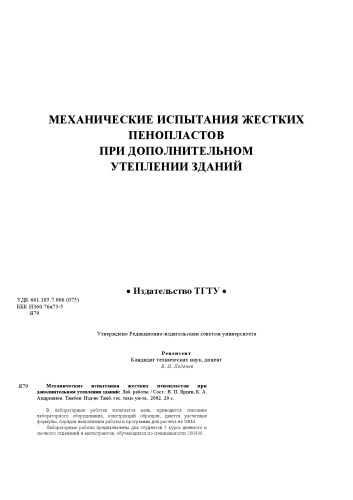 МЕХАНИЧЕСКИЕ ИСПЫТАНИЯ ЖЕСТКИХ
ПЕНОПЛАСТОВ
ПРИ ДОПОЛНИТЕЛЬНОМ
УТЕПЛЕНИИ ЗДАНИЙ
● Издательство ТГТУ ●
УДК 661.185.7.006 (075)
ББК Н360.76я73-5
Я79
Утверждено Редакционно-издательским советом университета
Рецензент
Кандидат технических наук, доцент
В. П. Леденев
Я79 Механические испытания жестких пенопластов при
дополнительном утеплении зданий: Лаб. работы / Сост.: В. П. Ярцев, К. А.
Андрианов. Тамбов: Изд-во Тамб. гос. техн. ун-та, 2002. 20 с.
В лабораторных работах излагается цель, приводится описание
лабораторного оборудования, конструкций образцов, даются расчетные
формулы, порядок выполнения работы и программы для расчета на ЭВМ.
Лабораторные работы предназначены для студентов 5 курса дневного и
заочного отделений и магистрантов, обучающихся по специальности 290300.